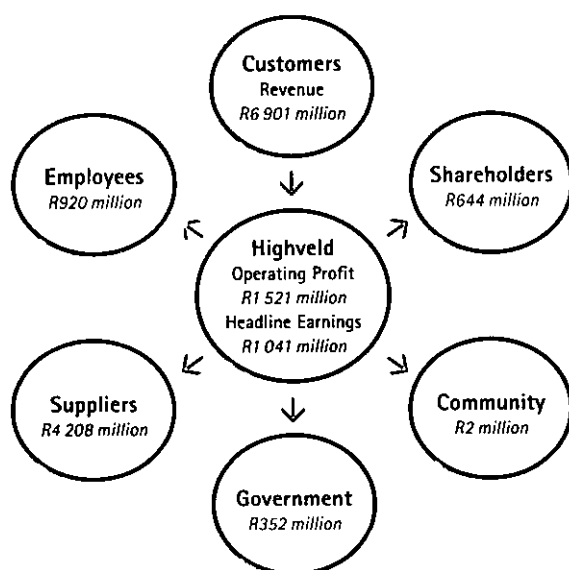 Customers
Revenue
R6 901 million
Employees
R920 million
Shareholders
R644 million
Highveld
Operating Profit
R1 521 million
Headline Earnings
R1 041 million
Suppliers
R4 208 million
Community
R2 million
Government
R352 million